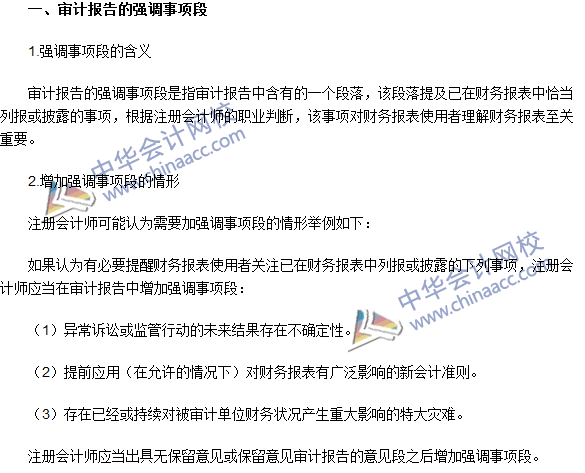 一、审计报告的强调事项段
1.强调事项段的含义
审计报告的强调事项段是指审计报告中含有的一个段落，该段落提及已在财务报表中恰当
列报或披露的事项，根据注册会计师的职业判断，该事项对财务报表使用者理解财务报表至关
重要。
中华会计网校
www.chinaacc.com
2.增加强调事项段的情形
注册会计师可能认为需要加强调事项段的情形举例如下：
如果认为有必要提醒财务报表使用者关注已在财务报表中列报或披露的下列事项，注册会
计师应当在审计报告中增加强调事项段：
中华会计网校
www.chinaacc.com
（1）异常诉讼或监管行动的未来结果存在不确定性。
（2）提前应用（在允许的情况下）对财务报表有广泛影响的新会计准则。
（3）存在已经或持续对被审计单位财务状况产生重大影响的特大灾难。
注册会计师应当出具无保留意见或保留意见审计报告的意见段之后增加强调事项段。